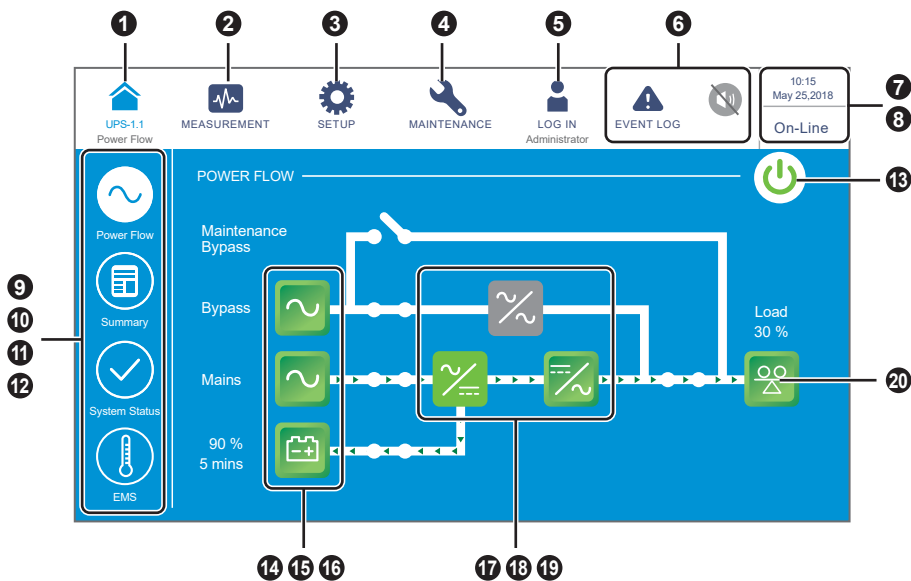 1
2
3
4
5
6
10:15
May 25,2018
7
8
On-Line
UPS-1.1
Power Flow
MEASUREMENT
SETUP
MAINTENANCE
LOG IN
Administrator
EVENT LOG
POWER FLOW
13
Power Flow
Maintenance
Bypass
9
10
11
12
Summary
Bypass
Load
30 %
Mains
20
System Status
90 %
5 mins
EMS
14 15 16
17 18 19